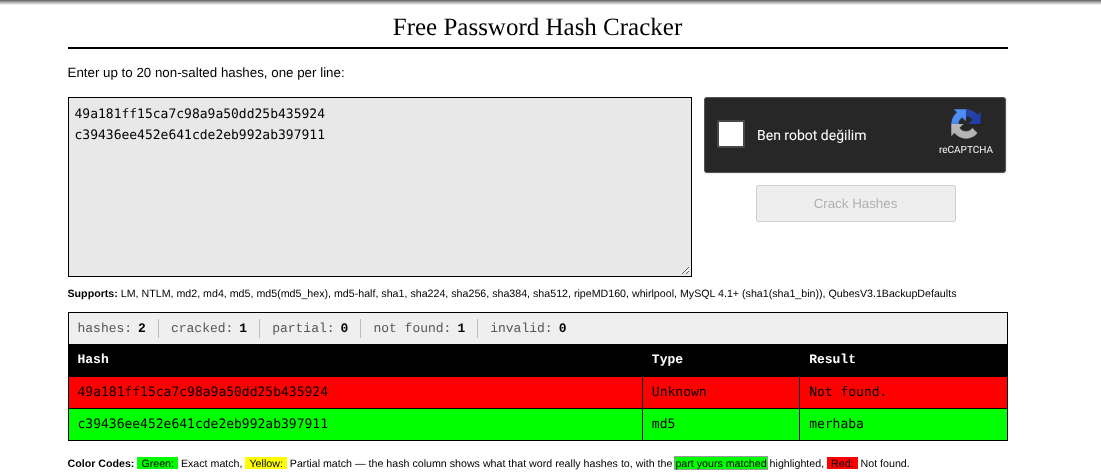 Free Password Hash Cracker
Enter up to 20 non-salted hashes, one per line:
49a181ff15ca7c98a9a50dd25b435924
c39436ee452e641cde2eb992ab397911
Ben robot değilim
reCAPTCHA
Crack Hashes
Supports: LM, NTLM, md2, md4, md5, md5(md5_hex), md5-half, sha1, sha224, sha256, sha384, sha512, ripeMD160, whirlpool, MySQL 4.1+ (sha1(sha1_bin)), QubesV3.1BackupDefaults
hashes: 2 cracked: 1 partial: 0 not found: 1 invalid: 0
Hash Type Result
49a181ff15ca7c98a9a50dd25b435924 Unknown Not found.
c39436ee452e641cde2eb992ab397911 md5 merhaba
Color Codes: Green: Exact match, Yellow: Partial match — the hash column shows what that word really hashes to, with the part yours matched highlighted, Red: Not found.